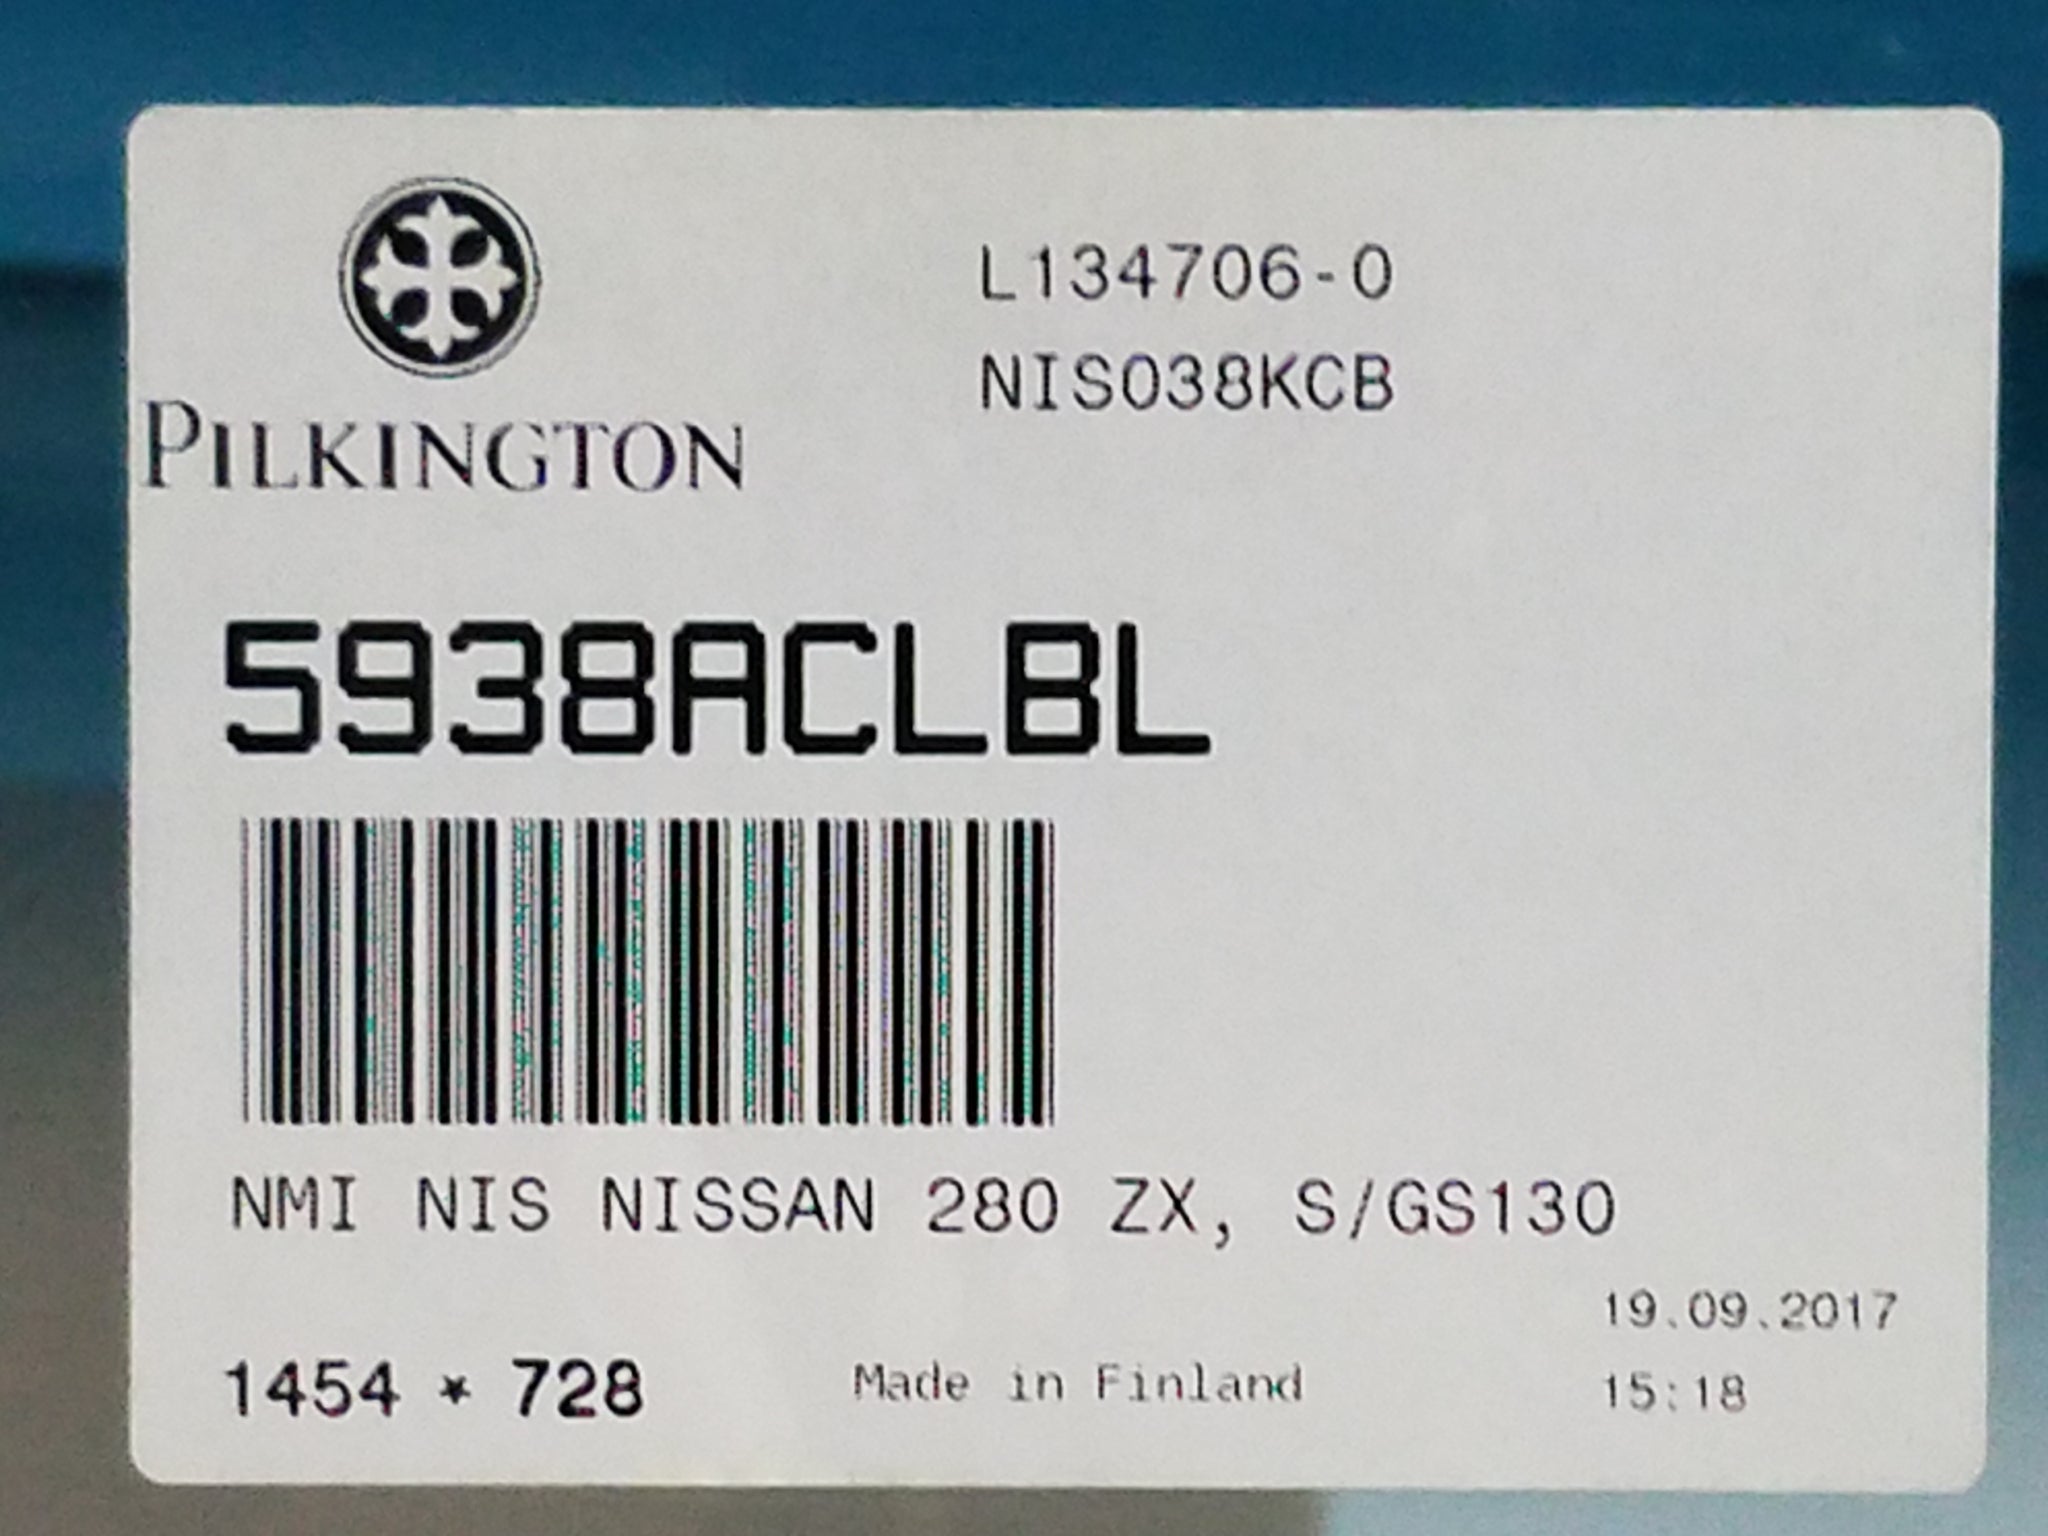 L134706-0
NIS038KCB
PILKINGTON
5938ACLBL
NMI NIS NISSAN 280 ZX, S/GS130
19.09.2017
1454 * 728 Made in Finland 15:18